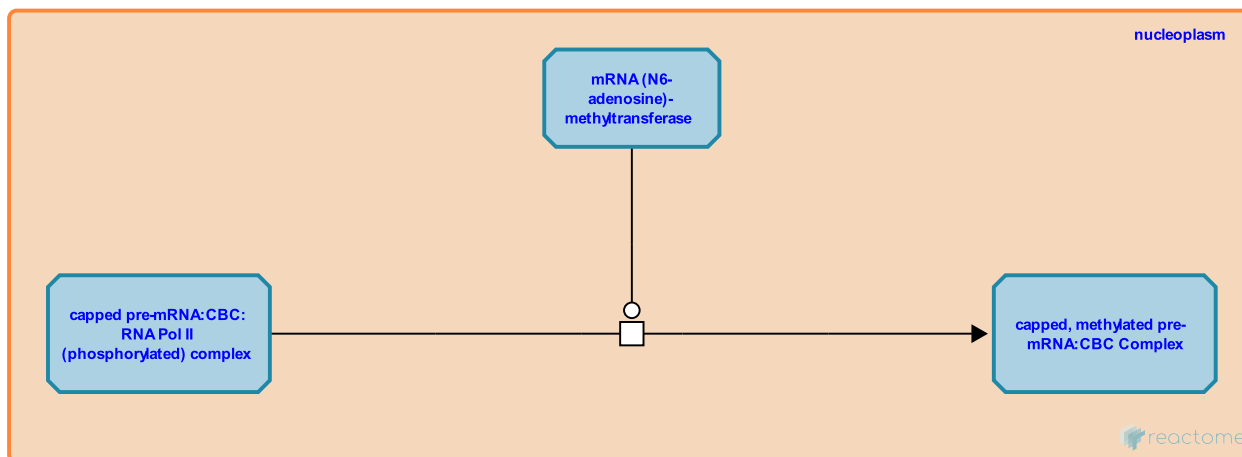 nucleoplasm
mRNA (N6-
adenosine)-
methyltransferase
capped pre-mRNA:CBC:
RNA Pol II
(phosphorylated) complex
capped, methylated pre-
mRNA:CBC Complex
reactome